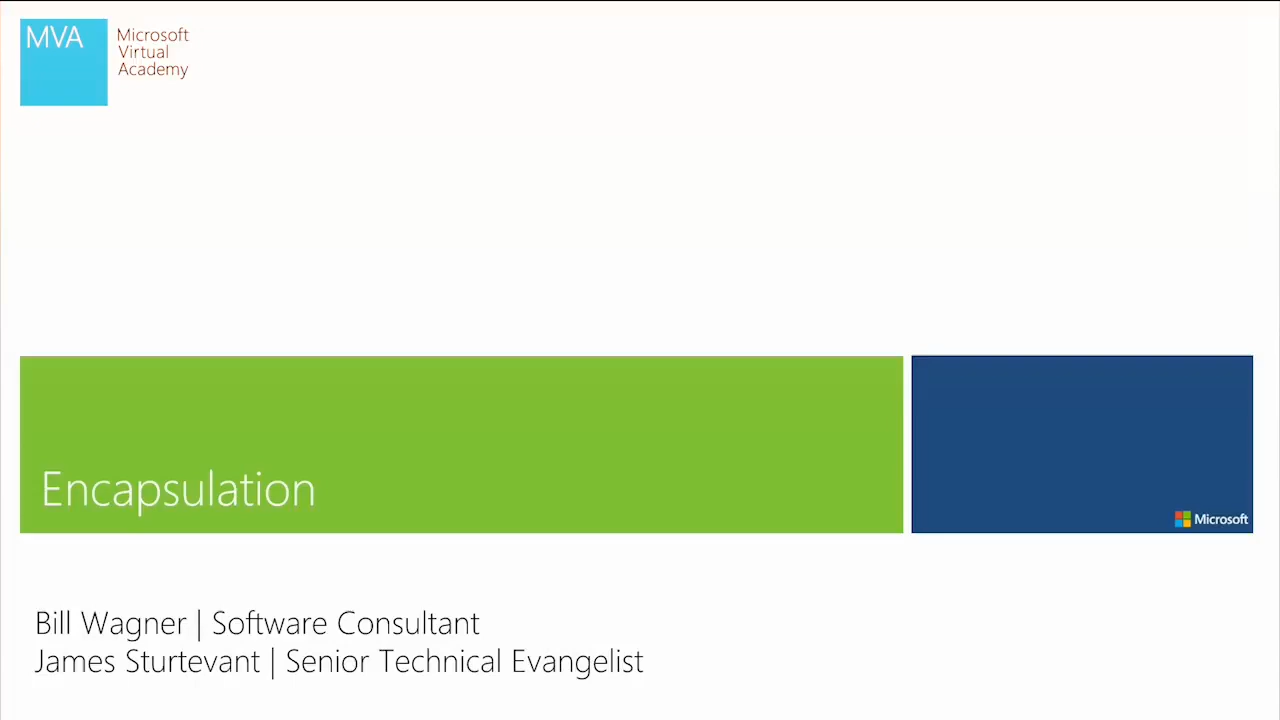 MVA
Microsoft
Virtual
Academy
Encapsulation
Microsoft
Bill Wagner | Software Consultant
James Sturtevant | Senior Technical Evangelist